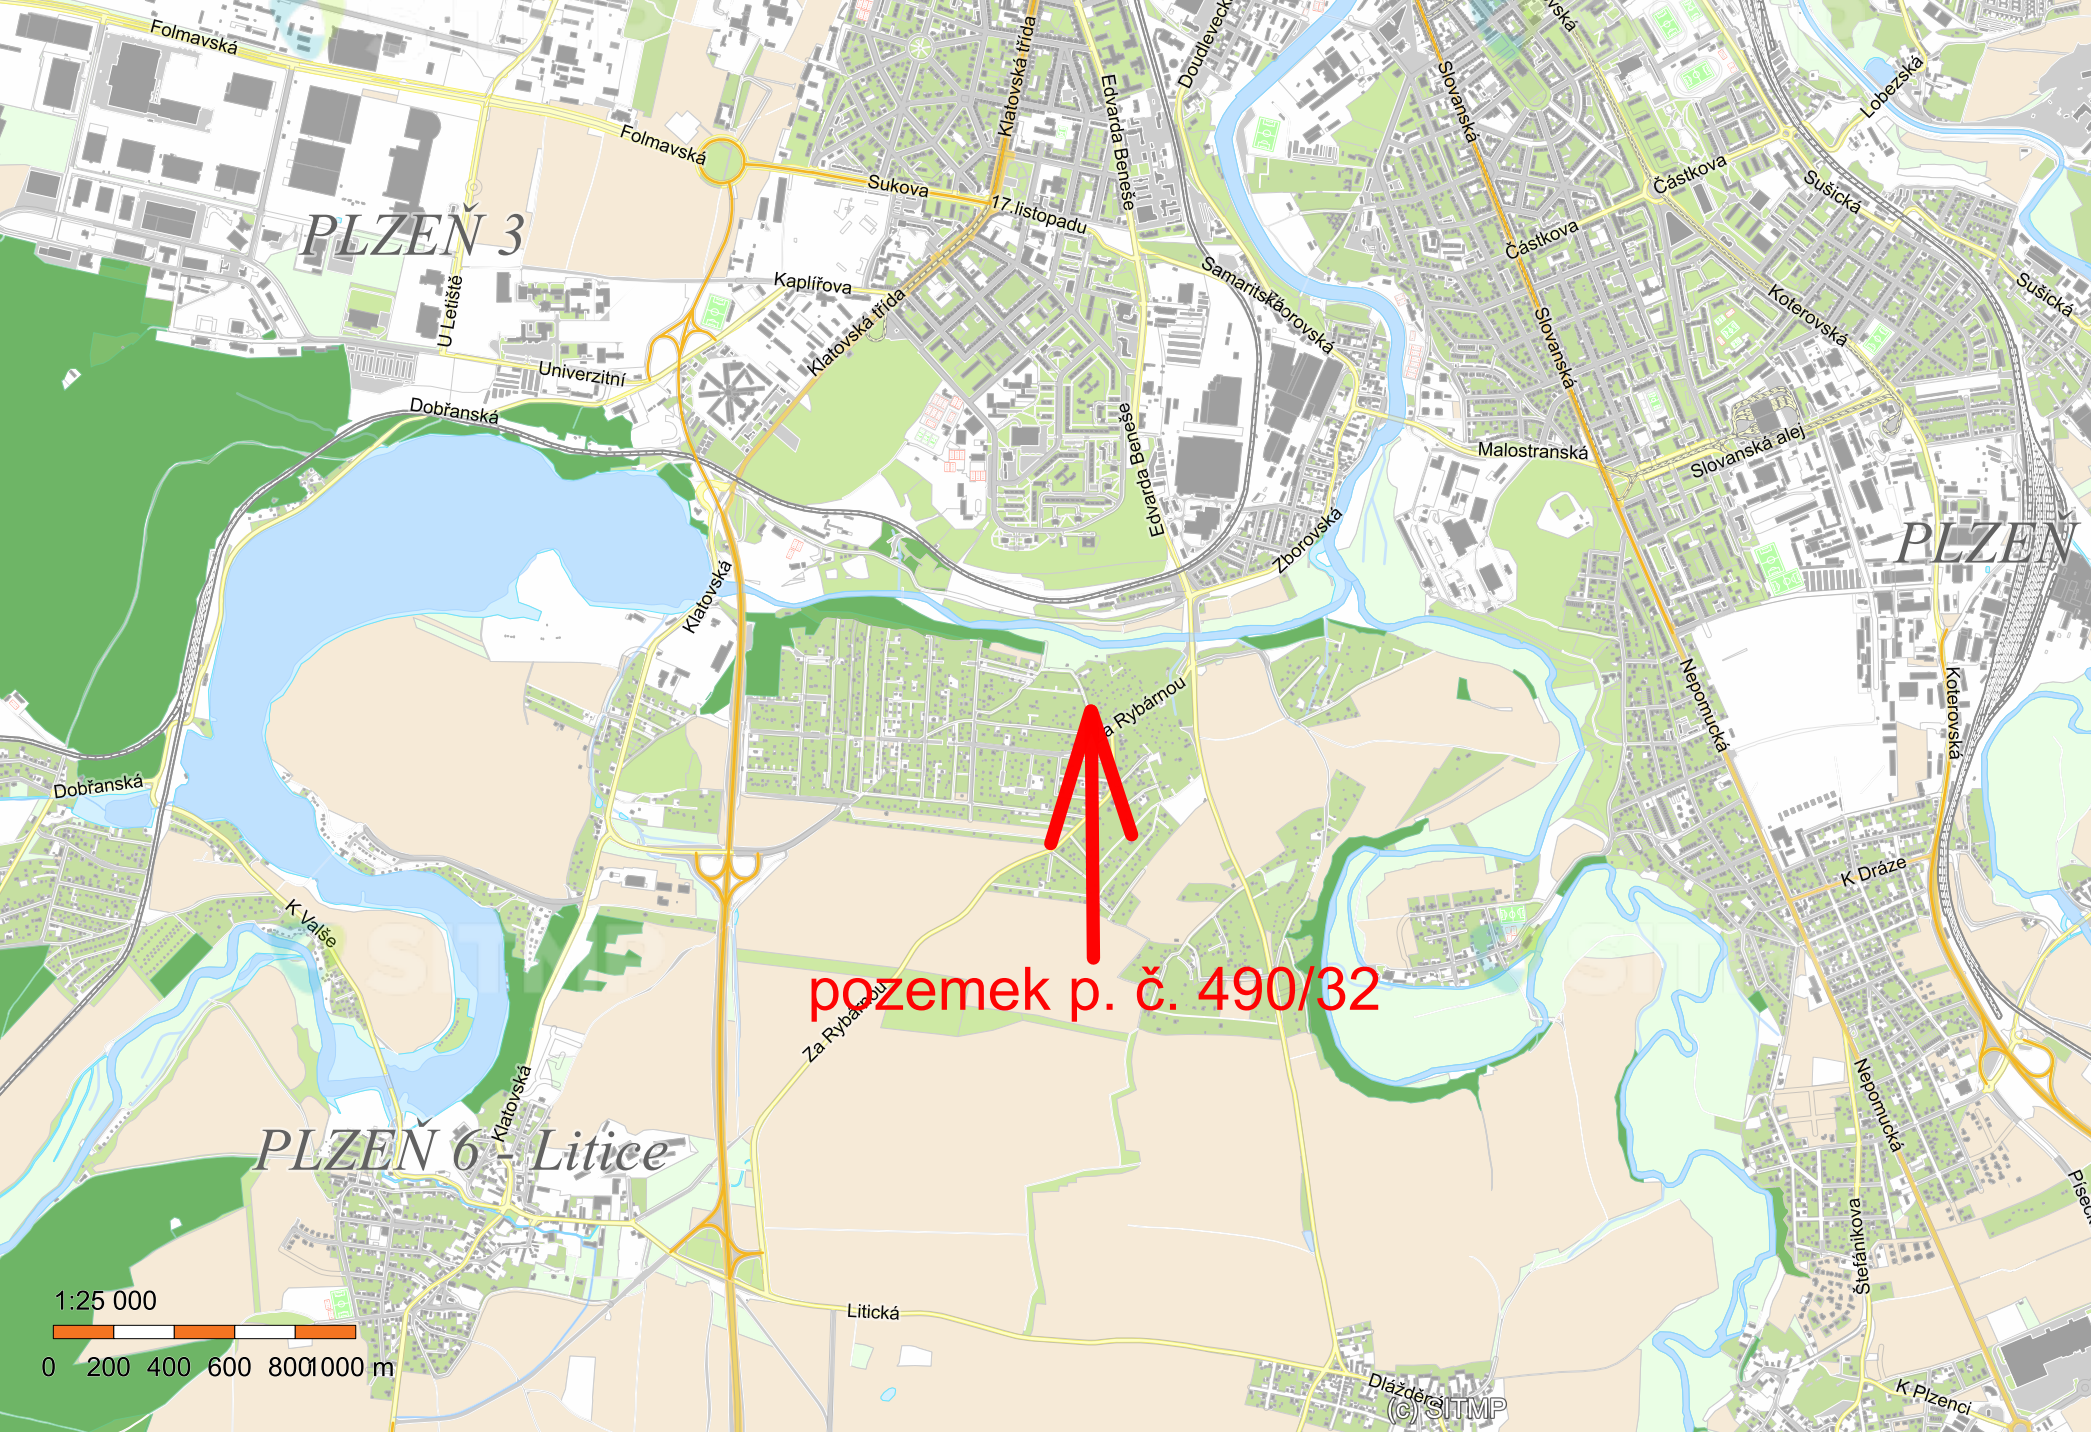 Folmavská
Klatovská třída
Edvarda Beneše
Slovanská
Lobezská
Folmavská
Sukova
17.listopadu
Částkova
Sušická
PLZEŇ 3
Částkova
U Letiště
Kaplířova
Klatovská třída
Samaritská
Zborovská
Slovanská
Koterovská
Sušická
Univerzitní
Dobřanská
Edvarda Beneše
Malostranská
Slovanská alej
Zborovská
PLZEŇ
Klatovská
Nepomucká
Koterovská
Za Rybárnou
Dobřanská
K Dráze
K Valše
SITMP
pozemek p. č. 490/32
Za Rybárnou
Klatovská
Nepomucká
PLZEŇ 6 - Litice
Štefánikova
1:25 000
Litická
0 200 400 600 800 1000 m
K Plzenci
(c) SITMP